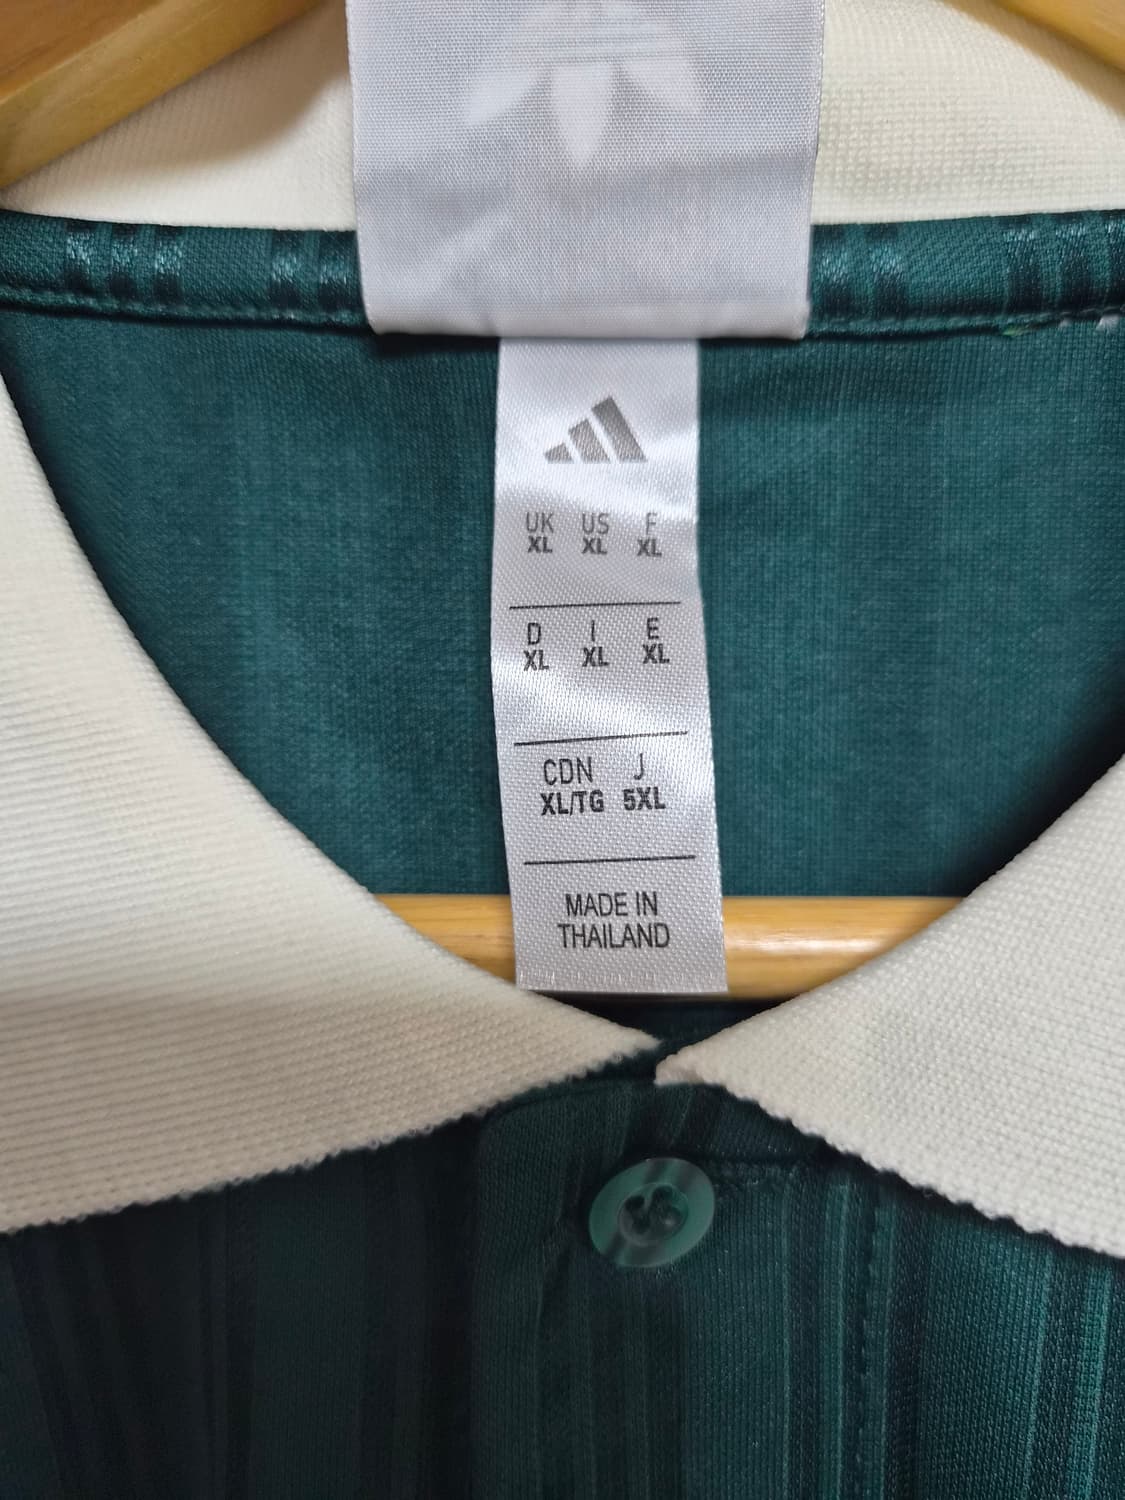 UK US F
XL XL XL
D I E
XL XL XL
CDN J
XL/TG 5XL
MADE IN
THAILAND